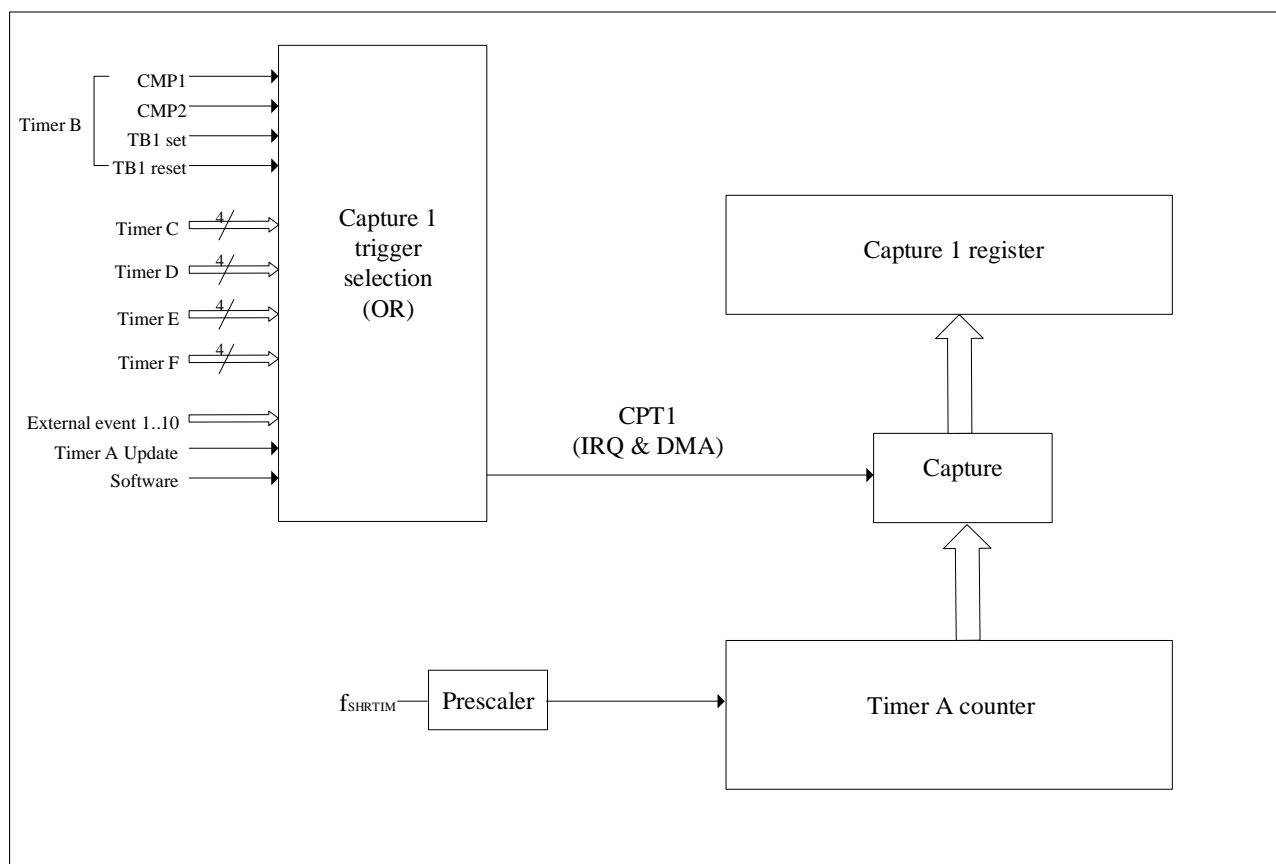 Timer B
CMP1
CMP2
TB1 set
TB1 reset
Timer C
4
Timer D
4
Timer E
4
Timer F
4
External event 1..10
Timer A Update
Software
Capture 1
trigger
selection
(OR)
CPT1
(IRQ & DMA)
Capture 1 register
Capture
fSHRTIM
Prescaler
Timer A counter